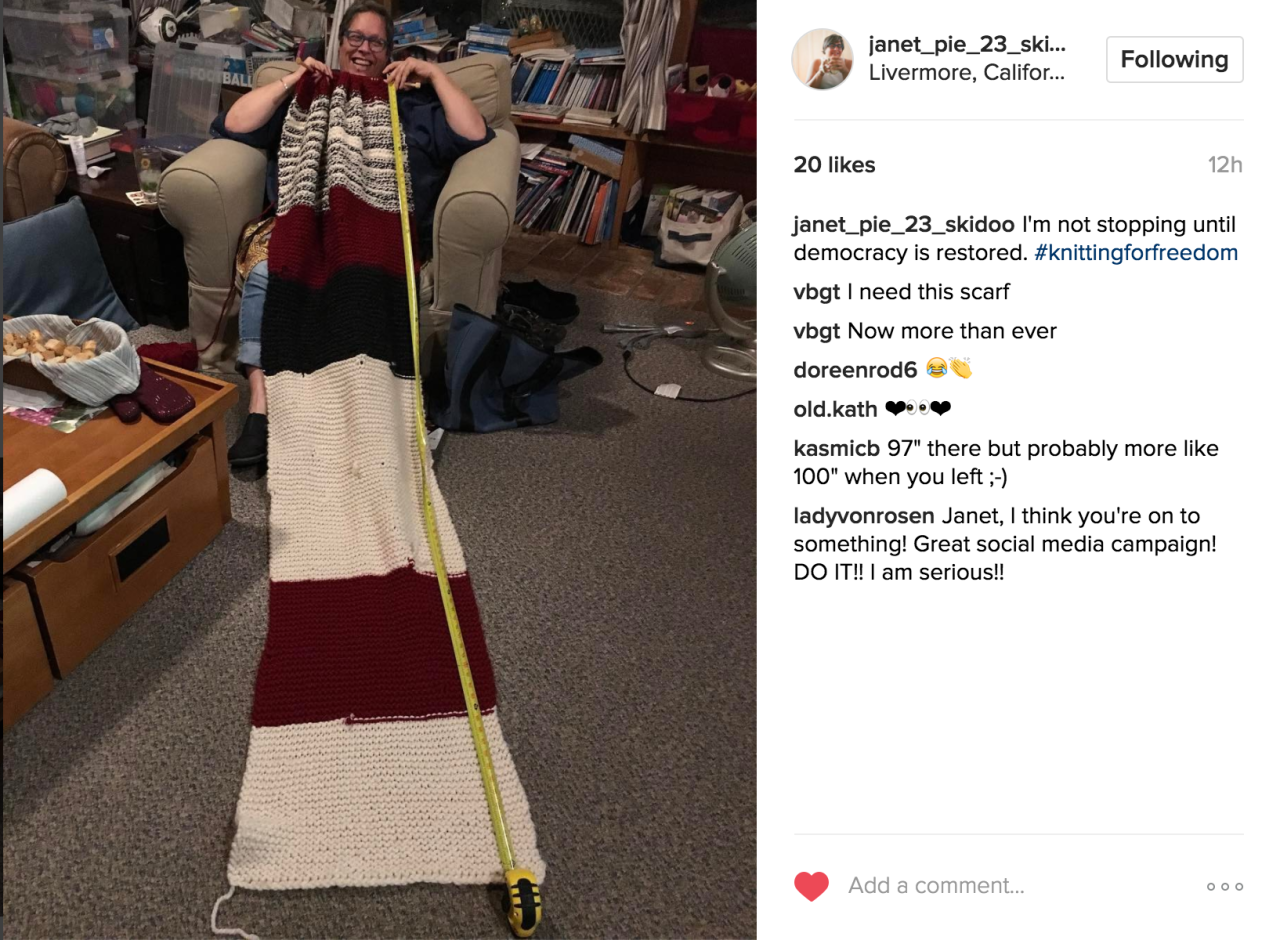 FOOTBALL
janet_pie_23_ski...
Livermore, Califor...
Following
20 likes
12h
janet_pie_23_skidoo I'm not stopping until
democracy is restored. #knittingforfreedom
vbgt I need this scarf
vbgt Now more than ever
doreenrod6 😂👏
old.kath ❤👀❤
kasmicb 97" there but probably more like
100" when you left ;-)
ladyvonrosen Janet, I think you're on to
something! Great social media campaign!
DO IT!! I am serious!!
Add a comment...